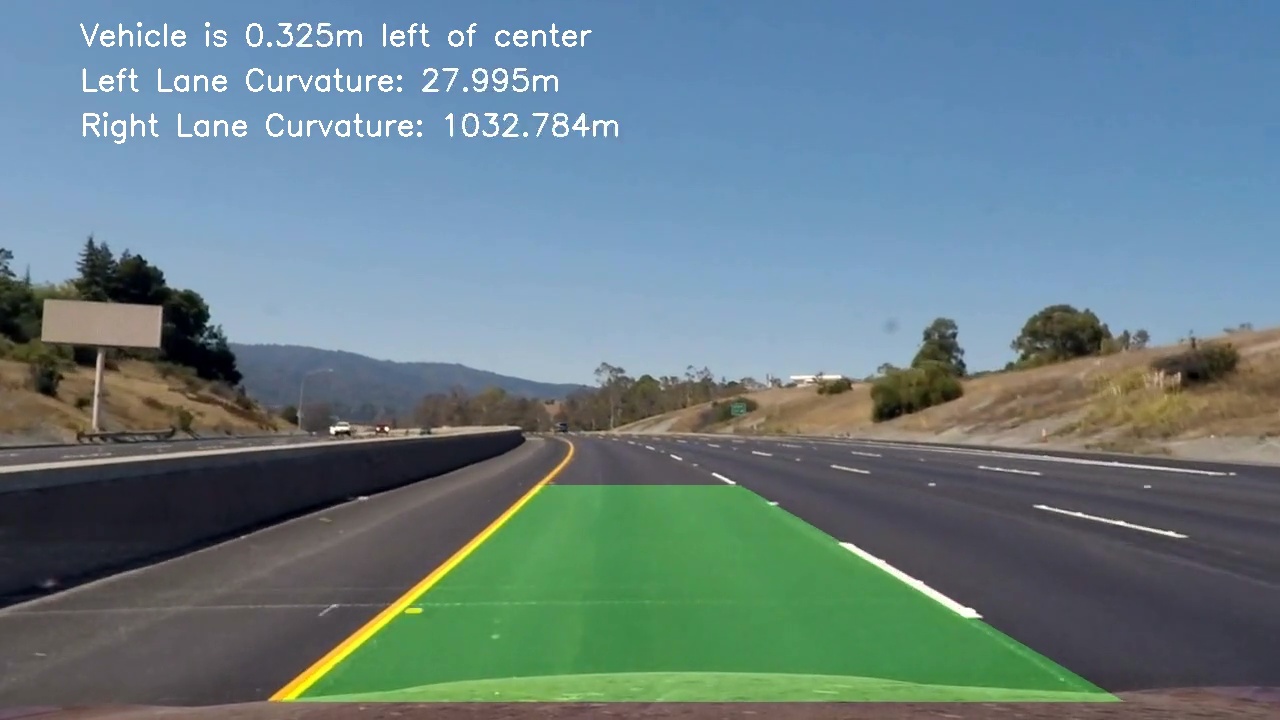 Vehicle is 0.325m left of center
Left Lane Curvature: 27.995m
Right Lane Curvature: 1032.784m